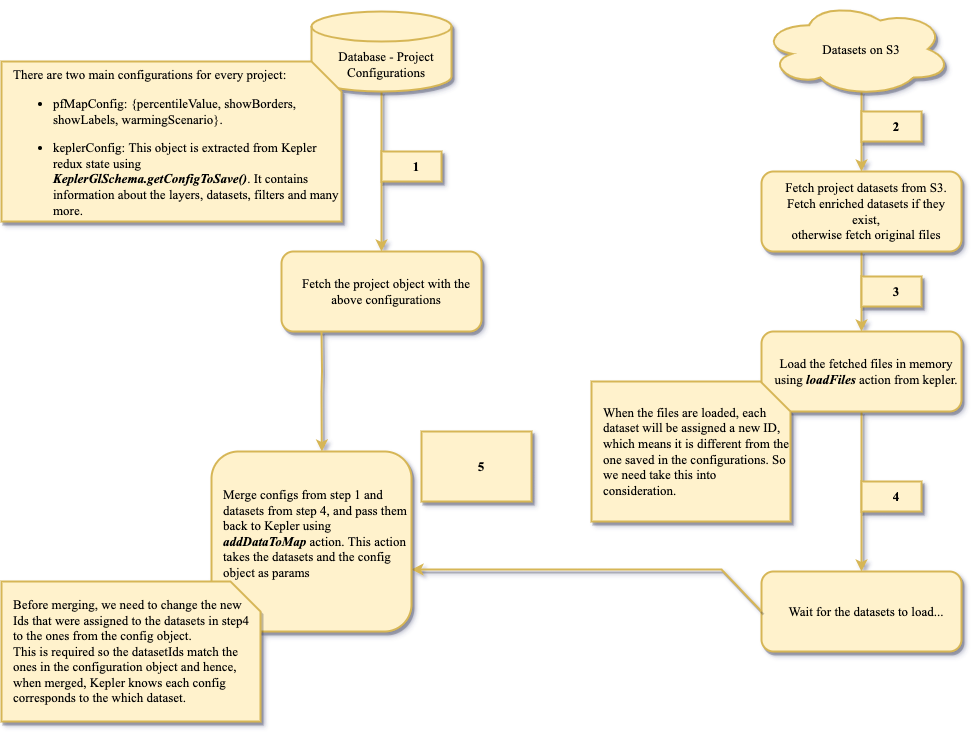 Database - Project
Configurations
There are two main configurations for every project:
• pfMapConfig: {percentileValue, showBorders,
showLabels, warmingScenario}.
• keplerConfig: This object is extracted from Kepler
redux state using
KeplerGlSchema.getConfigToSave(). It contains
information about the layers, datasets, filters and many
more.
1
Fetch the project object with the
above configurations
Datasets on S3
2
Fetch project datasets from S3.
Fetch enriched datasets if they
exist,
otherwise fetch original files
3
Load the fetched files in memory
using loadFiles action from kepler.
When the files are loaded, each
dataset will be assigned a new ID,
which means it is different from the
one saved in the configurations. So
we need take this into
consideration.
4
Wait for the datasets to load...
5
Merge configs from step 1 and
datasets from step 4, and pass them
back to Kepler using
addDataToMap action. This action
takes the datasets and the config
object as params
Before merging, we need to change the new
Ids that were assigned to the datasets in step4
to the ones from the config object.
This is required so the datasetIds match the
ones in the configuration object and hence,
when merged, Kepler knows each config
corresponds to the which dataset.